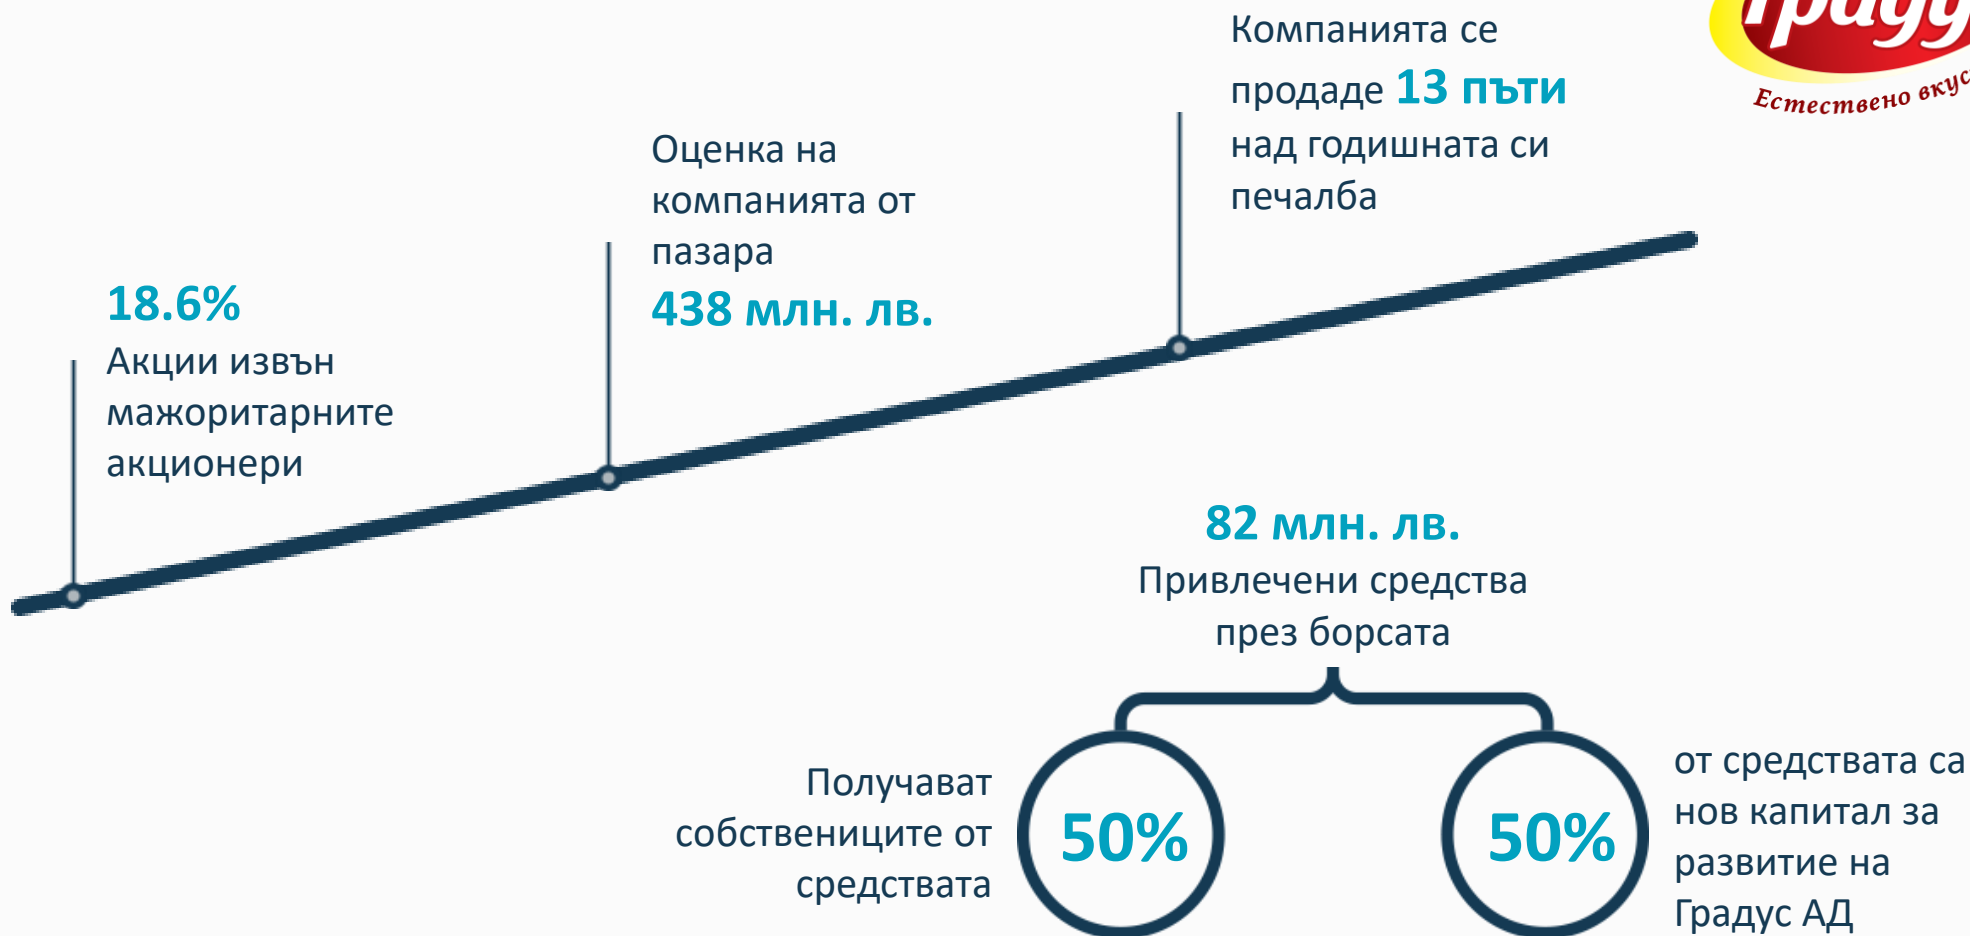 Компанията се
продаде 13 пъти
над годишната си
печалба
Естествено
Оценка на
компанията от
пазара
438 млн. лв.
18.6%
Акции извън
мажоритарните
акционери
82 млн. лв.
Привлечени средства
през борсата
Получават
собствениците от
средствата
50%
50%
от средствата са
нов капитал за
развитие на
Градус АД